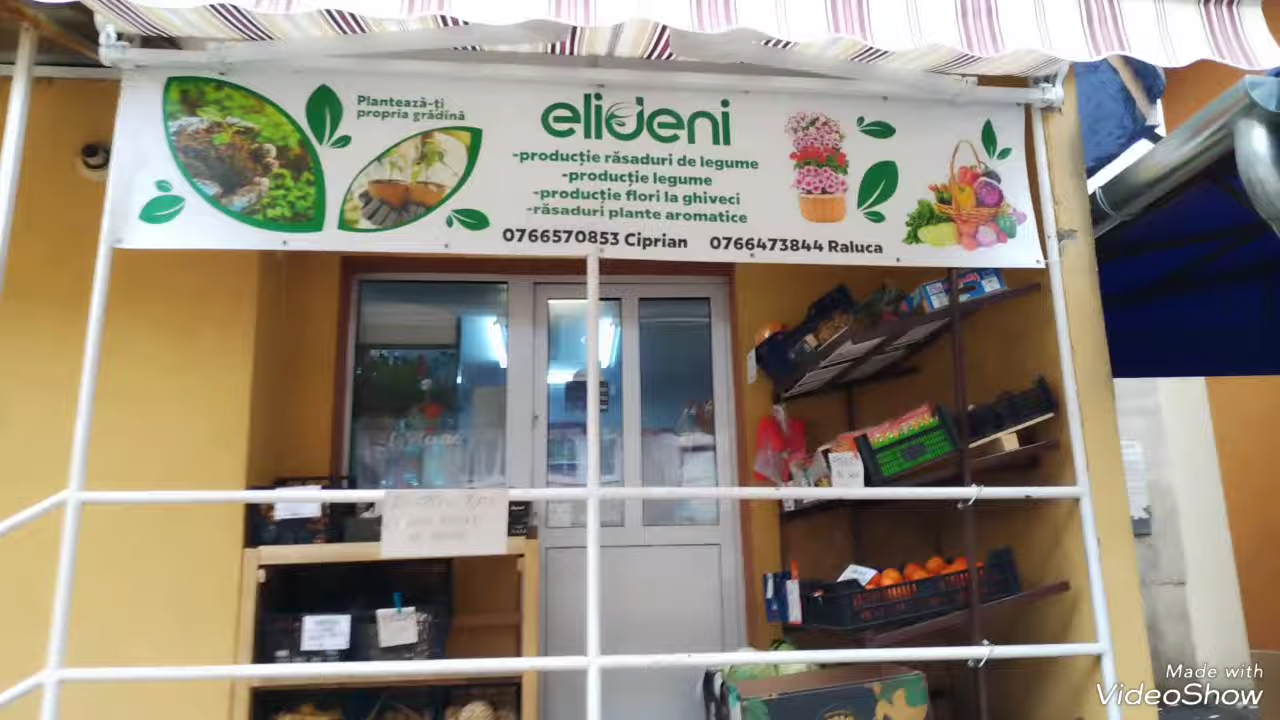 Plantează-ți
propria grădină
elideni
-producție răsaduri de legume
-producție legume
-producție flori la ghiveci
-răsaduri plante aromatice
0766570853 Ciprian 0766473844 Raluca
Made with
VideoShow